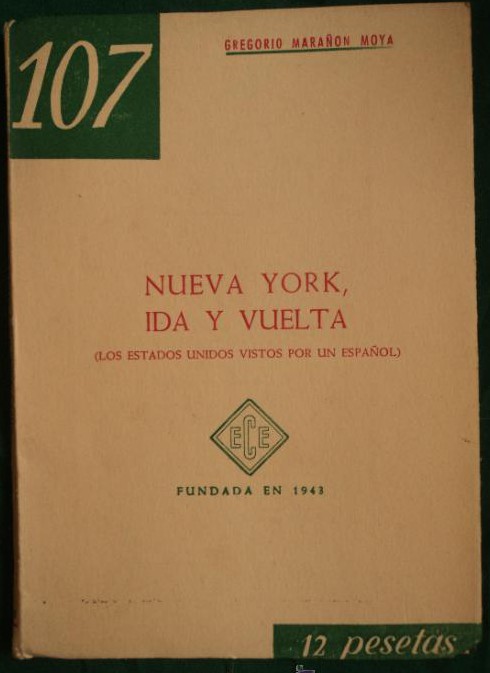 107
GREGORIO MARAÑON MOYA
NUEVA YORK,
IDA Y VUELTA
(LOS ESTADOS UNIDOS VISTOS POR UN ESPAÑOL)
ECE
FUNDADA EN 1943
12 pesetas